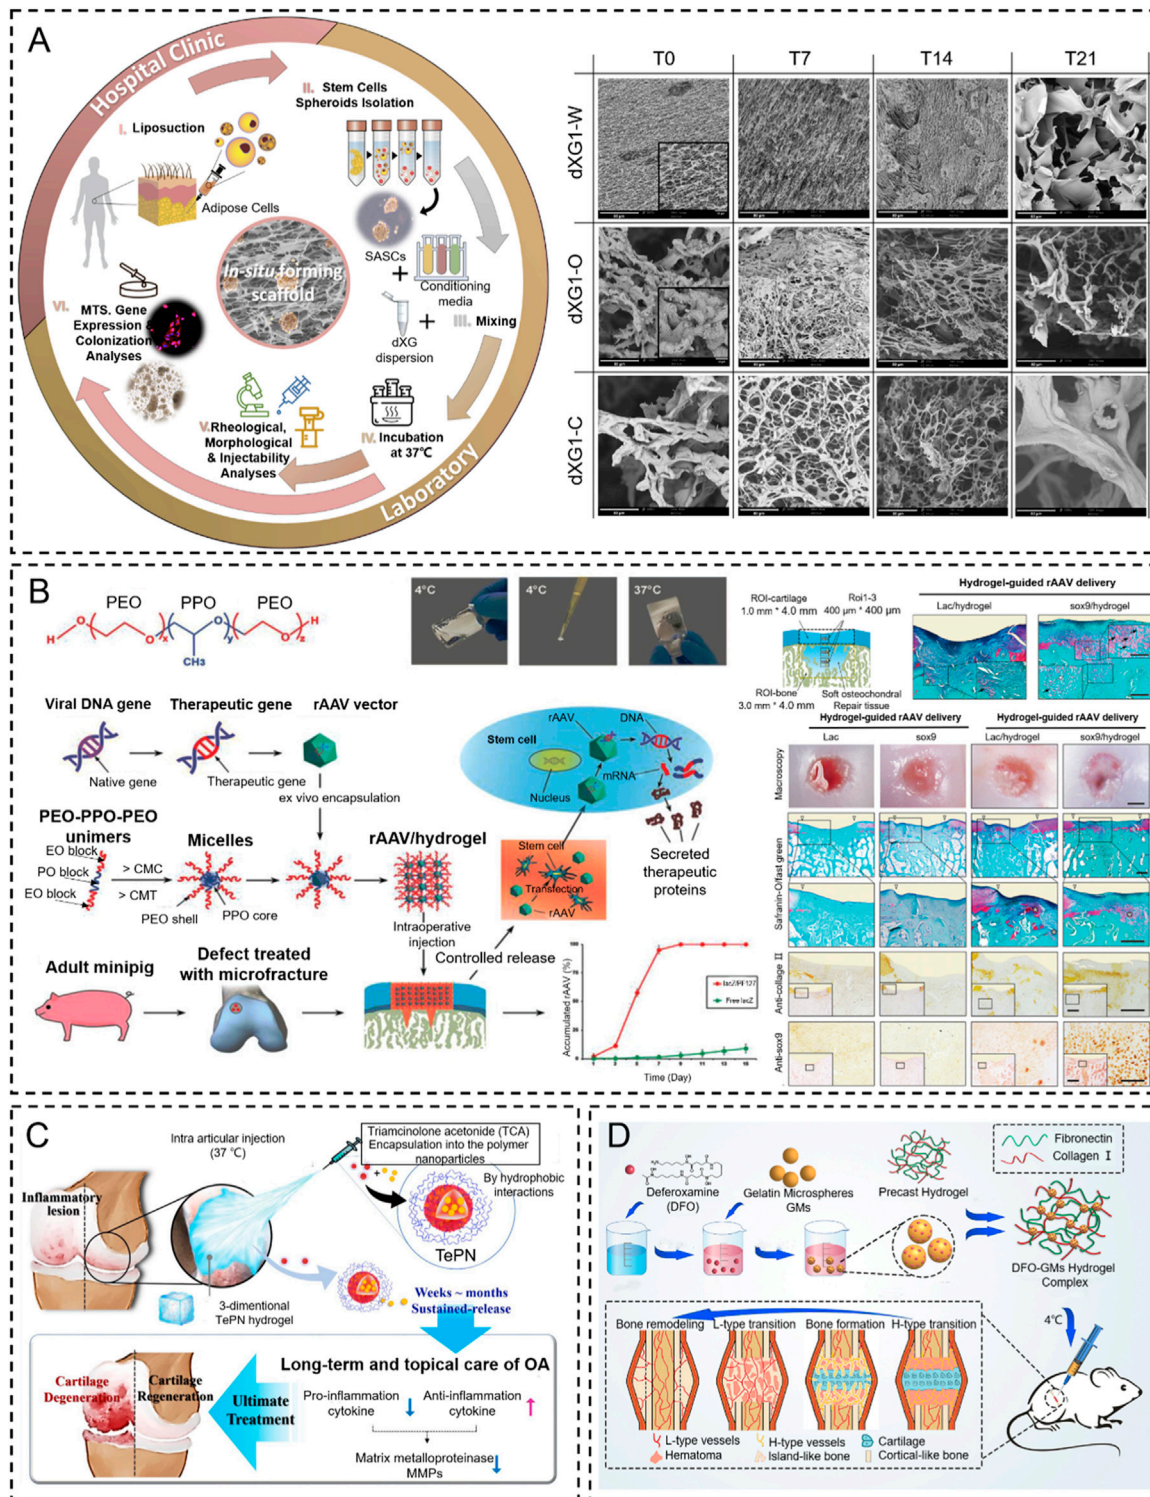 A
Hospital Clinic
Laboratory
I. Liposuction
Adipose Cells
II. Stem Cells
Spheroids Isolation
SASCs
+
Conditioning
media
+
III. Mixing
dXG
dispersion
In-situ forming
scaffold
IV. Incubation
at 37℃
V. Rheological,
Morphological
& Injectability
Analyses
VI.
MTS. Gene
Expression &
Colonization
Analyses
T0 T7 T14 T21
dXG1-W
dXG1-O
dXG1-C
B
PEO PPO PEO
H O x O y O z H
CH3
4°C
4°C
37°C
Viral DNA gene
Therapeutic gene
rAAV vector
Native gene
Therapeutic gene
ex vivo encapsulation
PEO-PPO-PEO
unimers
EO block
PO block
EO block
> CMC
> CMT
Micelles
PEO shell
PPO core
rAAV/hydrogel
Intraoperative
injection
Controlled release
Stem cell
Transfection
rAAV
Stem cell
Nucleus
rAAV
DNA
mRNA
Secreted
therapeutic
proteins
Adult minipig
Defect treated
with microfracture
Accumulated rAAV (%)
lacZ/PF127
Free lacZ
Time (Day)
ROI-cartilage
1.0 mm * 4.0 mm
Roi1-3
400 μm * 400 μm
ROI-bone
3.0 mm * 4.0 mm
Soft osteochondral
Repair tissue
Hydrogel-guided rAAV delivery
Lac/hydrogel sox9/hydrogel
Hydrogel-guided rAAV delivery Hydrogel-guided rAAV delivery
Lac sox9 Lac/hydrogel sox9/hydrogel
Macroscopy
Safranin-O/fast green
Anti-collage II
Anti-sox9
C
Intra articular injection
(37 ℃)
Triamcinolone acetonide (TCA)
Encapsulation into the polymer
nanoparticles
By hydrophobic
interactions
TePN
Inflammatory
lesion
3-dimentional
TePN hydrogel
Weeks ~ months
Sustained-release
Long-term and topical care of OA
Cartilage
Degeneration
Cartilage
Regeneration
Ultimate
Treatment
Pro-inflammation
cytokine
Anti-inflammation
cytokine
Matrix metalloproteinase
MMPs
D
Deferoxamine
(DFO)
Gelatin Microspheres
GMs
Precast Hydrogel
Fibronectin
Collagen I
DFO-GMs Hydrogel
Complex
4℃
Bone remodeling L-type transition Bone formation H-type transition
L-type vessels H-type vessels Cartilage
Hematoma Island-like bone Cortical-like bone